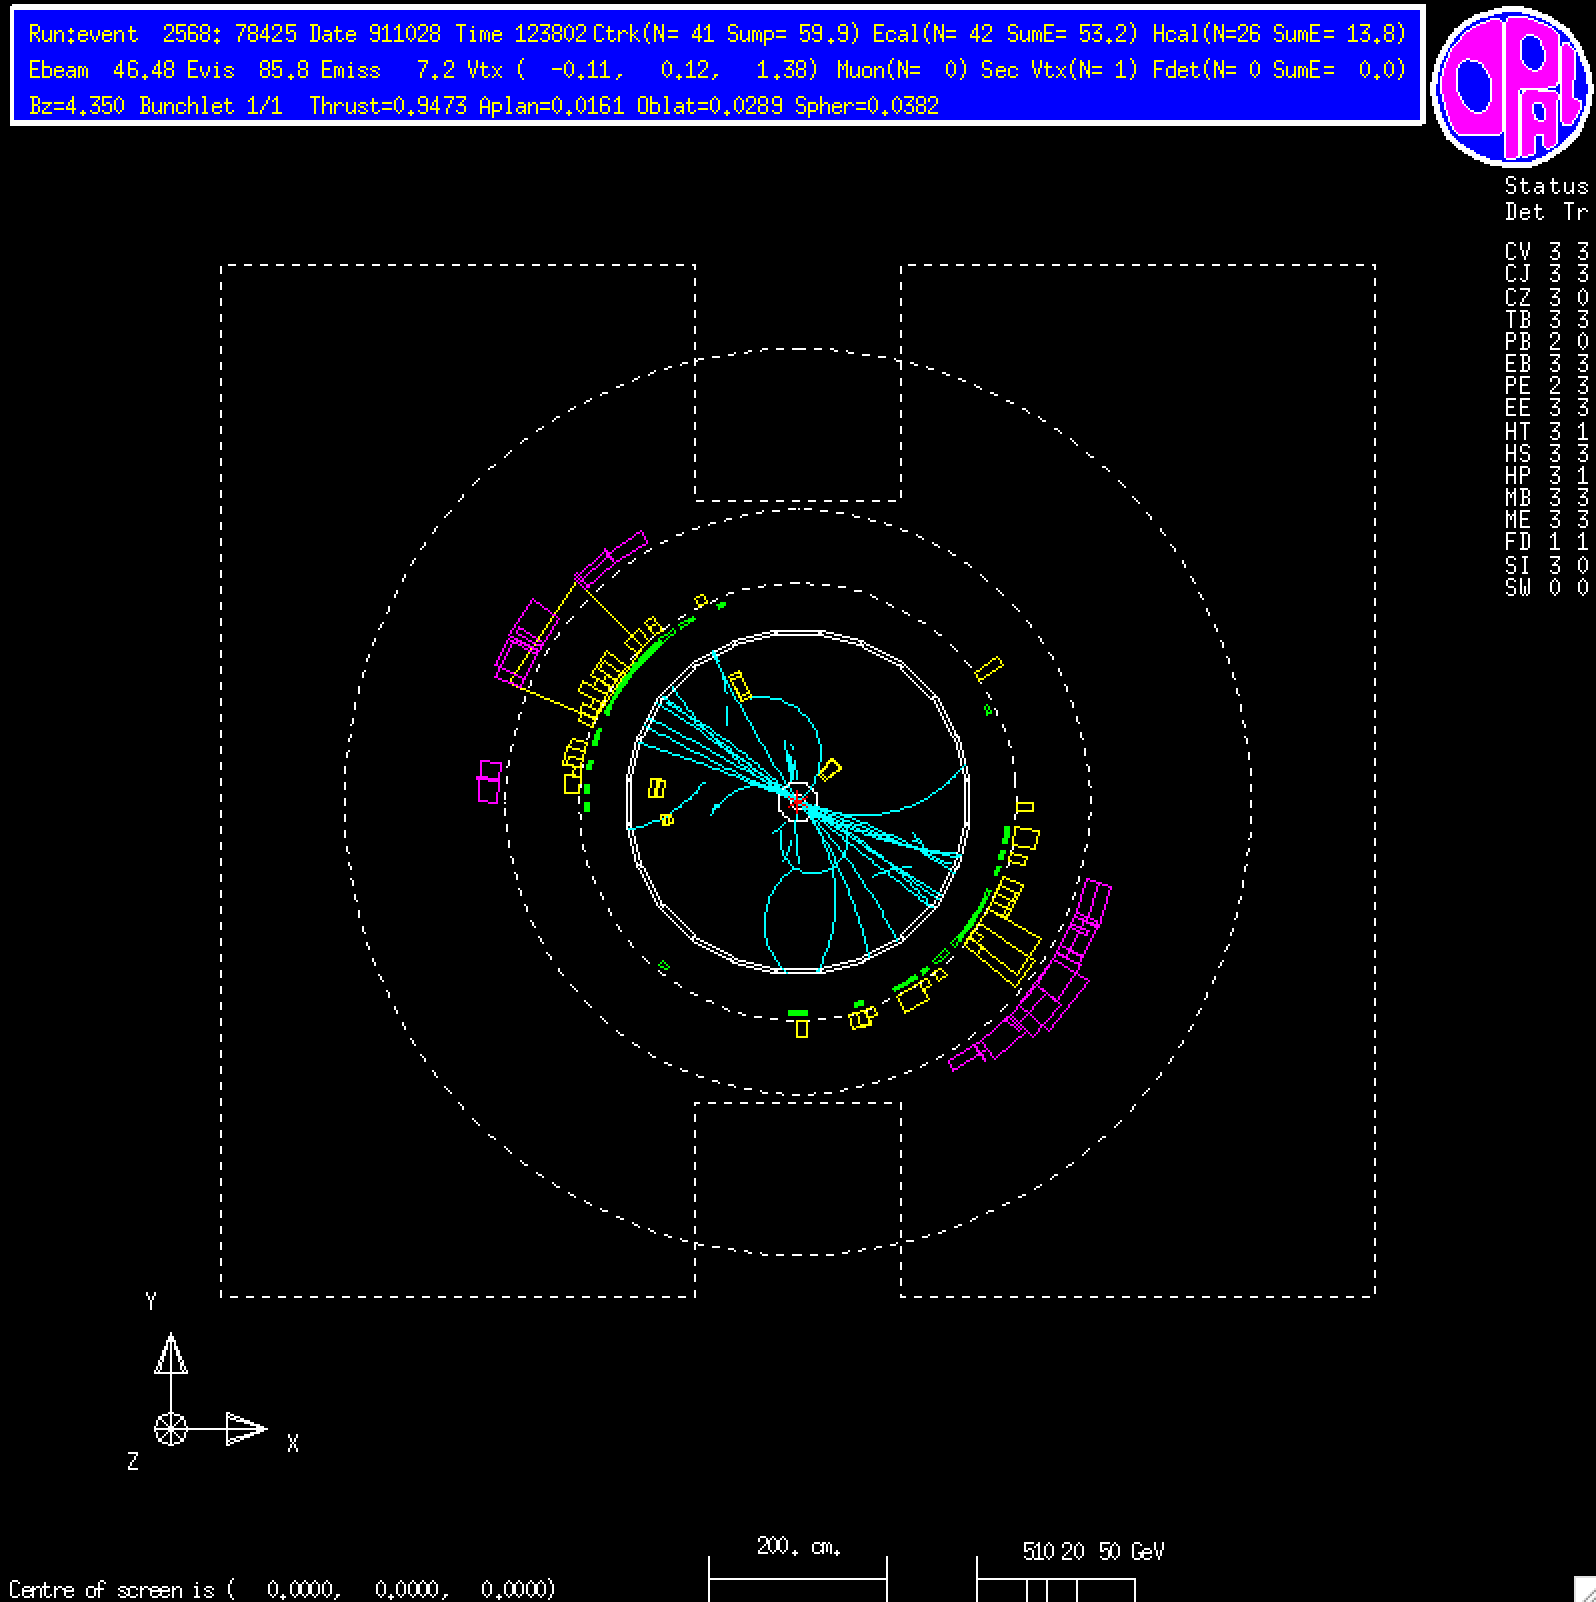 Run:event 2568: 78425 Date 911028 Time 123802 Ctrk(N= 41 Sump= 59.9) Ecal(N= 42 SumE= 53.2) Hcal(N=26 SumE= 13.8)
Ebeam 46.48 Evis 85.8 Emiss 7.2 Vtx ( -0.11, 0.12, 1.38) Muon(N= 0) Sec Vtx(N= 1) Fdet(N= 0 SumE= 0.0)
Bz=4.350 Bunchlet 1/1 Thrust=0.9473 Aplan=0.0161 Oblat=0.0289 Spher=0.0382
OPAL
Status
Det Tr
CV 3 3
CJ 3 3
CZ 3 0
TB 3 3
PB 2 0
EB 3 3
PE 2 3
EE 3 3
HT 3 1
HS 3 3
HP 3 1
MB 3 3
ME 3 3
FD 1 1
SI 3 0
SW 0 0
Y
X
Z
200. cm.
5 10 20 50 GeV
Centre of screen is ( 0.0000, 0.0000, 0.0000)